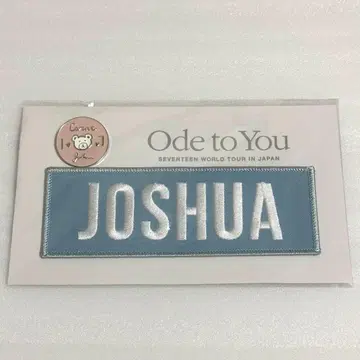 Ode to You
SEVENTEEN WORLD TOUR IN JAPAN
JOSHUA